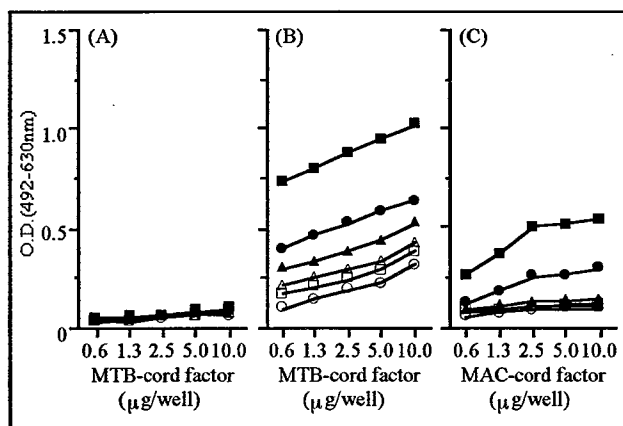 (A) (B) (C)
1.5
1.0
0.5
0
O.D.(492-630nm)
0.6 1.3 2.5 5.0 10.0
MTB-cord factor
(μg/well)
0.6 1.3 2.5 5.0 10.0
MTB-cord factor
(μg/well)
0.6 1.3 2.5 5.0 10.0
MAC-cord factor
(μg/well)